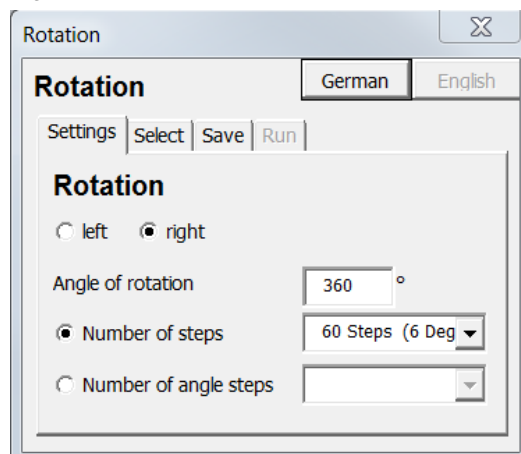 Rotation
Rotation German English
Settings Select Save Run
Rotation
left right
Angle of rotation 360 °
Number of steps 60 Steps (6 Deg
Number of angle steps